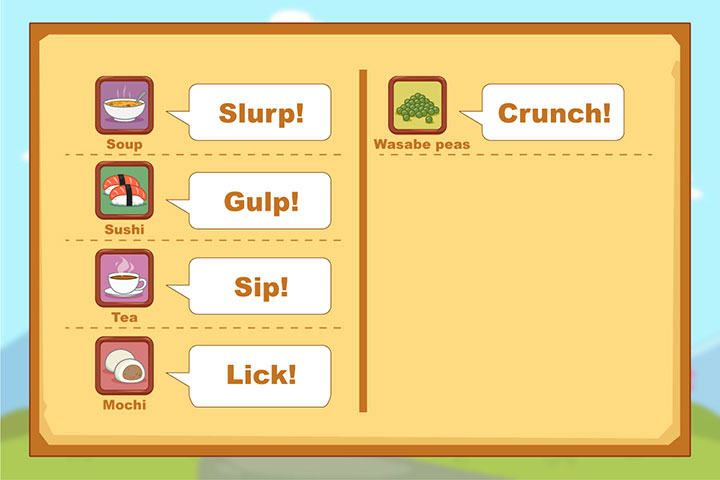 Slurp!
Soup
Gulp!
Sushi
Sip!
Tea
Lick!
Mochi
Crunch!
Wasabe peas